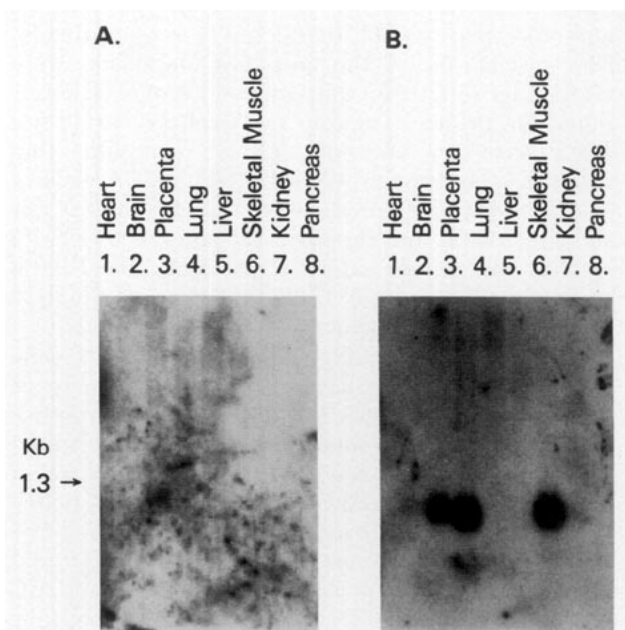 A.
Heart
Brain
Placenta
Lung
Liver
Skeletal Muscle
Kidney
Pancreas
1. 2. 3. 4. 5. 6. 7. 8.
B.
Heart
Brain
Placenta
Lung
Liver
Skeletal Muscle
Kidney
Pancreas
1. 2. 3. 4. 5. 6. 7. 8.
Kb
1.3 →